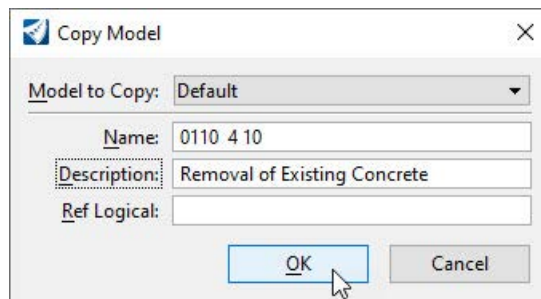 Copy Model
Model to Copy: Default
Name: 0110 4 10
Description: Removal of Existing Concrete
Ref Logical:
OK Cancel